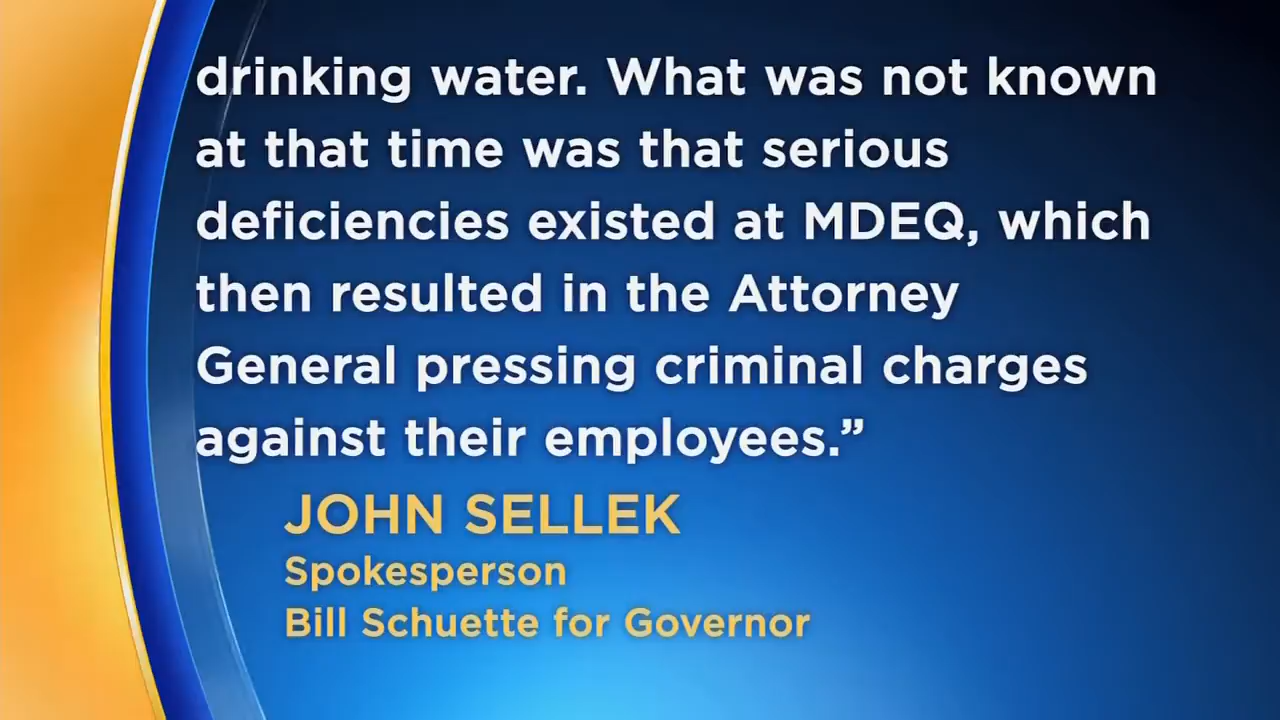 drinking water. What was not known
at that time was that serious
deficiencies existed at MDEQ, which
then resulted in the Attorney
General pressing criminal charges
against their employees.”
JOHN SELLEK
Spokesperson
Bill Schuette for Governor